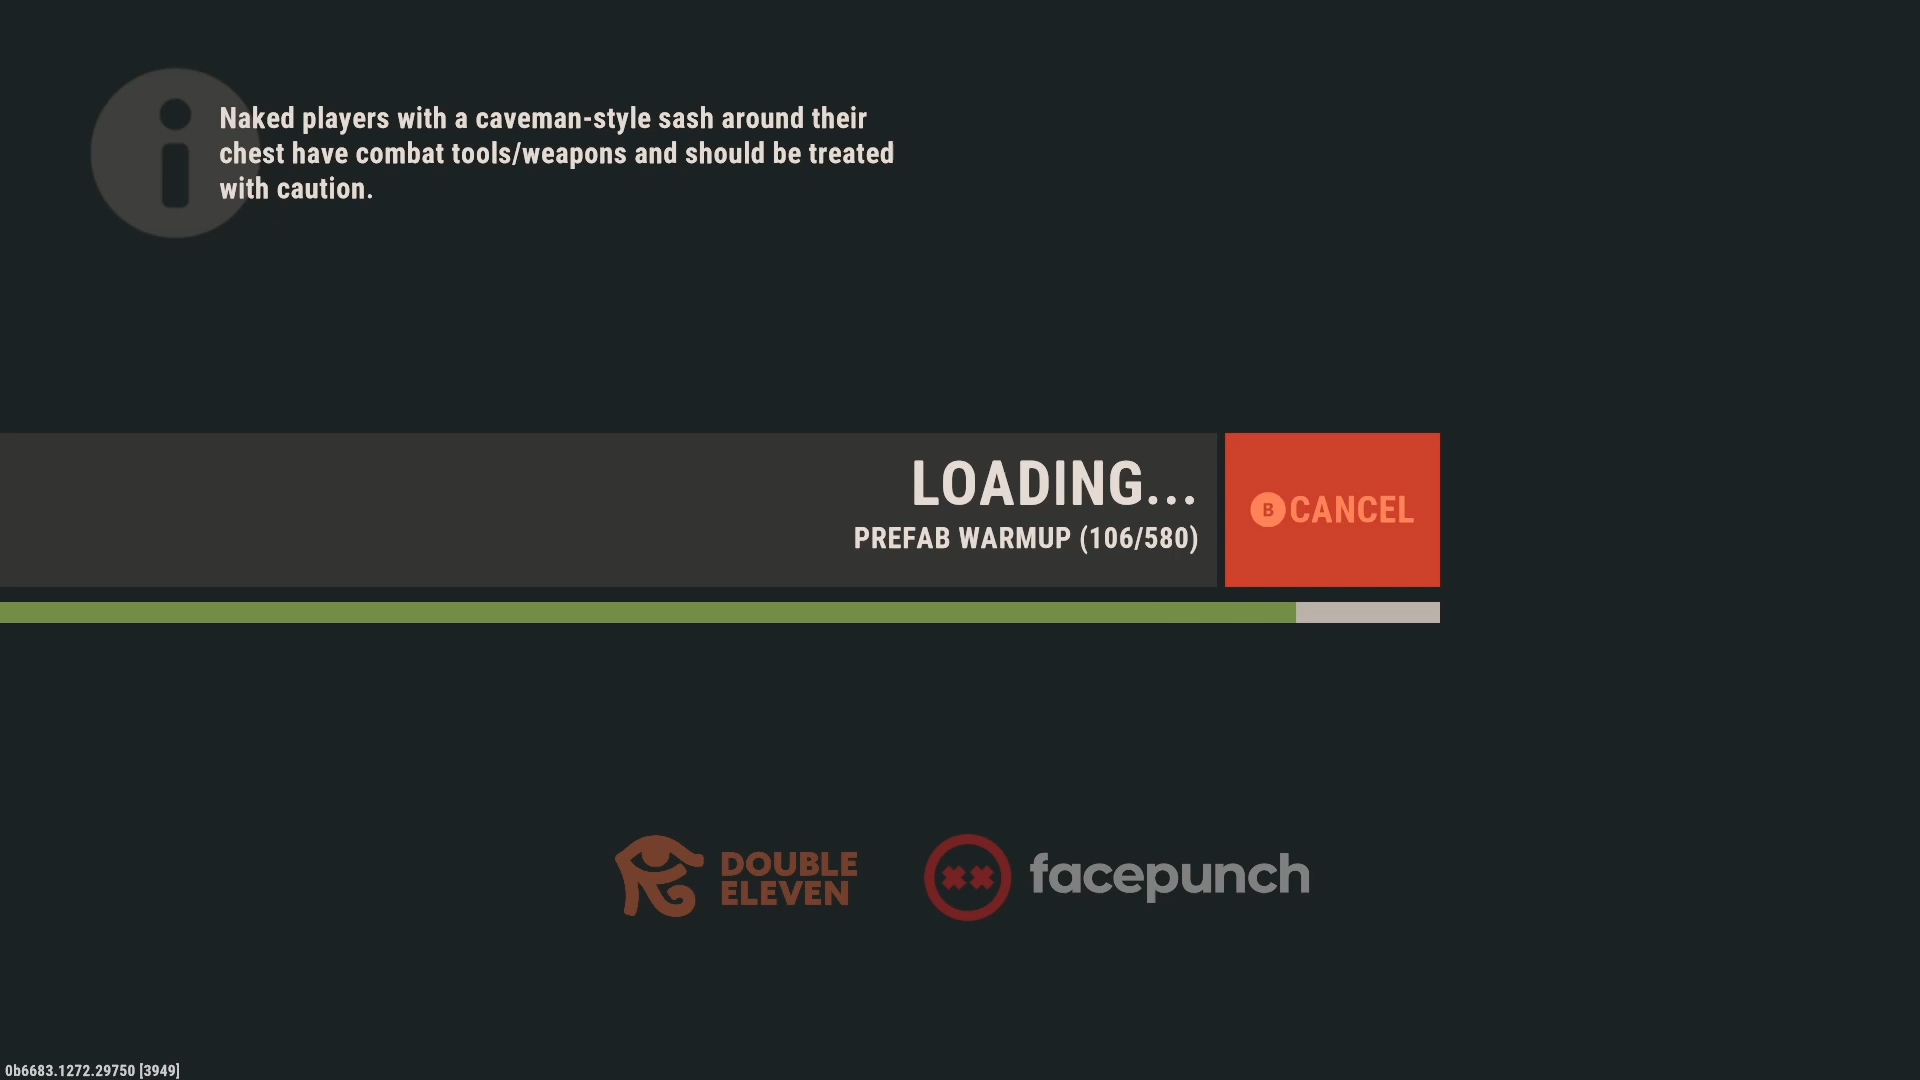 Naked players with a caveman-style sash around their
chest have combat tools/weapons and should be treated
with caution.
LOADING...
PREFAB WARMUP (106/580)
B CANCEL
DOUBLE
ELEVEN
facepunch
0b6683.1272.29750 [3949]